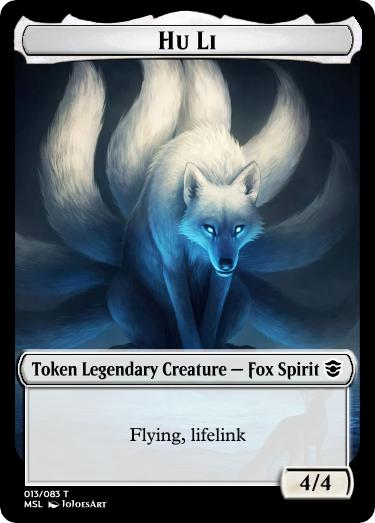 Hu Li
Token Legendary Creature — Fox Spirit
Flying, lifelink
4/4
013/083 T
MSL JoJoesArt